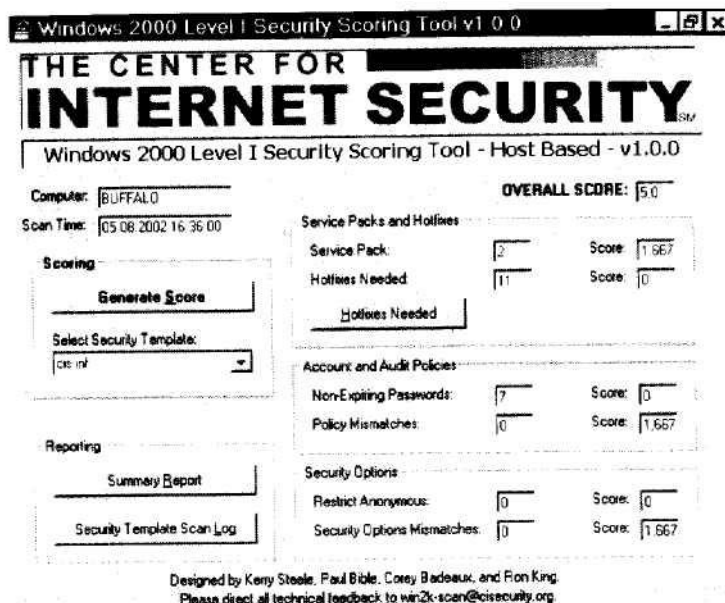 Windows 2000 Level I Security Scoring Tool v1.0.0
THE CENTER FOR
INTERNET SECURITY SM
Windows 2000 Level I Security Scoring Tool - Host Based - v1.0.0
Computer: BUFFALO
OVERALL SCORE: 5.0
Scan Time: 05.08.2002 16:36:00
Scoring
Generate Score
Select Security Template:
cis.inf
Reporting
Summary Report
Security Template Scan Log
Service Packs and Hotfixes
Service Pack: 2 Score: 1.667
Hotfixes Needed: 11 Score: 0
Hotfixes Needed
Account and Audit Policies
Non-Expiring Passwords: 7 Score: 0
Policy Mismatches: 0 Score: 1.667
Security Options
Restrict Anonymous: 0 Score: 0
Security Options Mismatches: 0 Score: 1.667
Designed by Kerry Steele, Paul Bible, Corey Badeaux, and Ron King.
Please direct all technical feedback to win2k-scan@cisecurity.org.